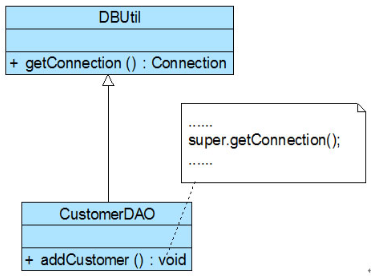 DBUtil
+ getConnection () : Connection
......
super.getConnection();
......
CustomerDAO
+ addCustomer () : void